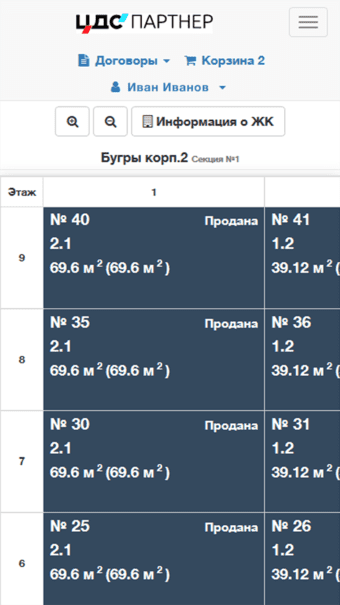 ЦДС ПАРТНЕР
Договоры Корзина 2
Иван Иванов
Информация о ЖК
Бугры корп.2 Секция №1
Этаж 1
9 № 40 Продана № 41
2.1 1.2
69.6 м 2 (69.6 м 2 ) 39.12 м 2 (
8 № 35 Продана № 36
2.1 1.2
69.6 м 2 (69.6 м 2 ) 39.12 м 2 (
7 № 30 Продана № 31
2.1 1.2
69.6 м 2 (69.6 м 2 ) 39.12 м 2 (
6 № 25 Продана № 26
2.1 1.2
69.6 м 2 (69.6 м 2 ) 39.12 м 2 (